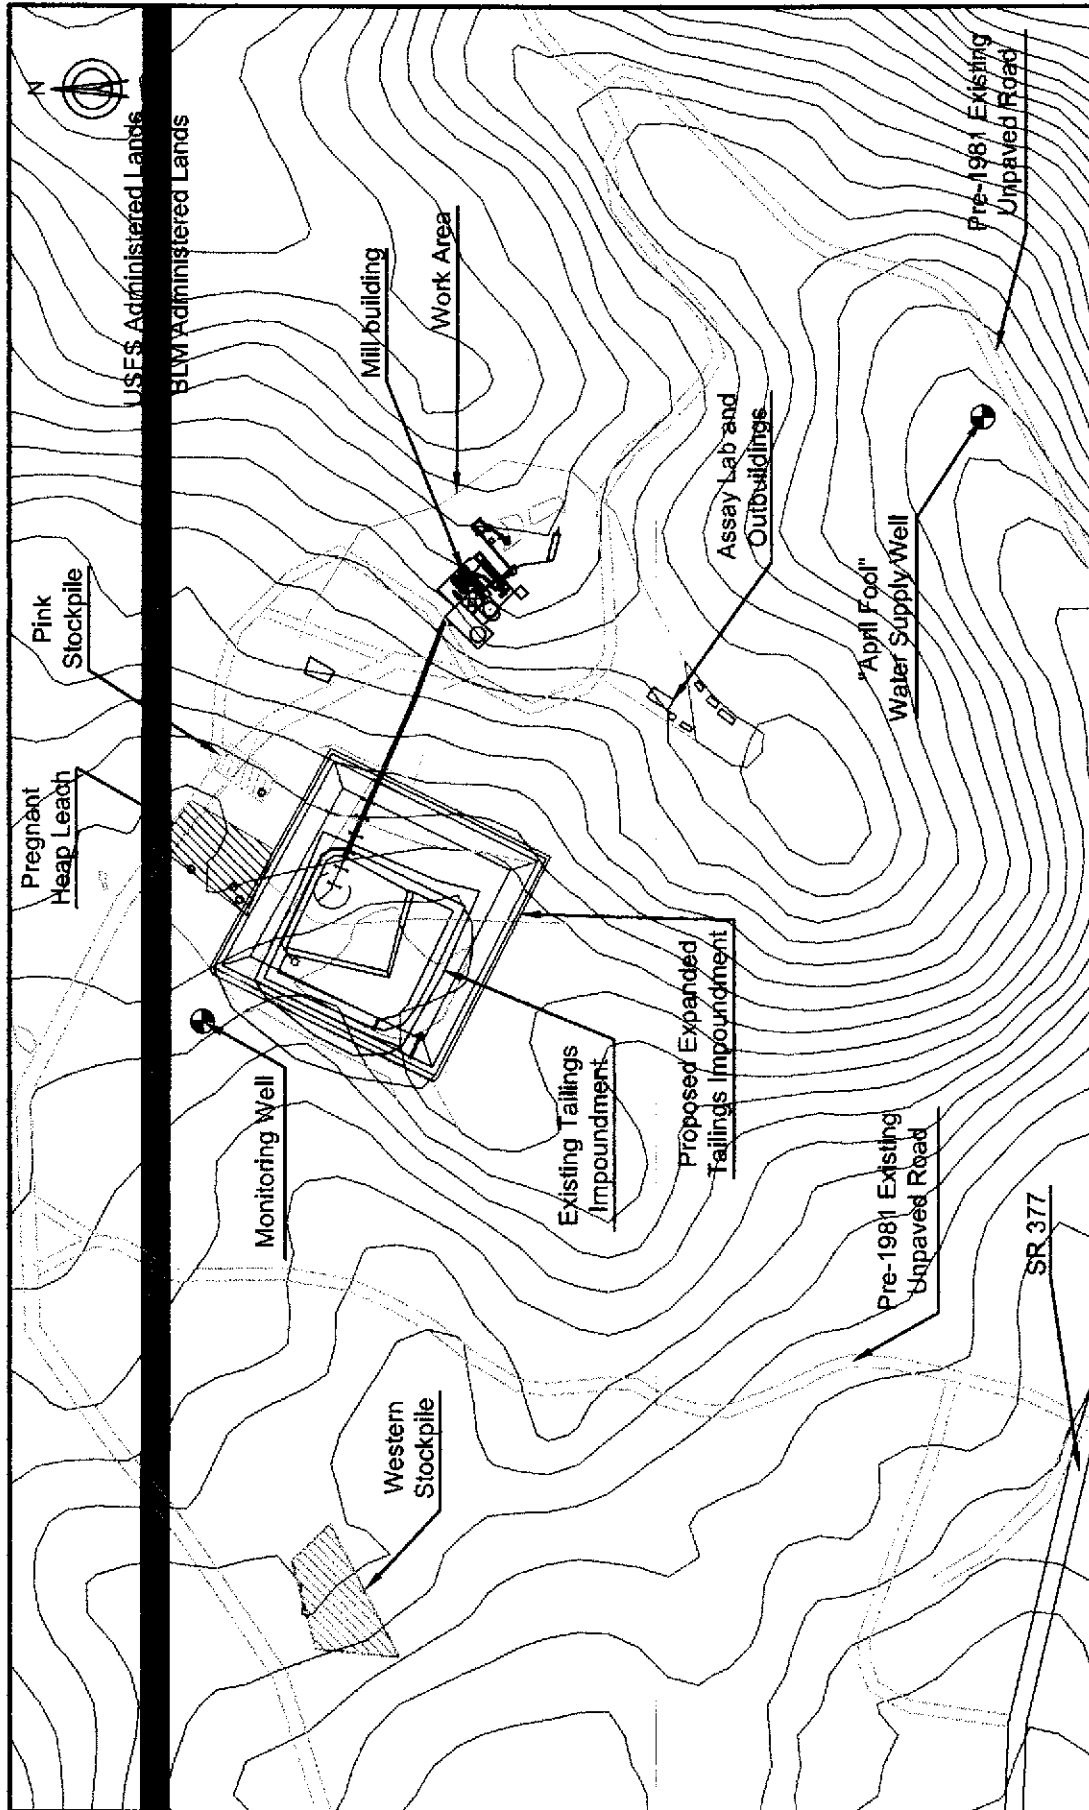 N
USFS Administered Lands
BLM Administered Lands
Pink
Stockpile
Pregnant
Heap Leach
Mill building
Work Area
Monitoring Well
Western
Stockpile
Existing Tailings
Impoundment
Proposed Expanded
Tailings Impoundment
Assay Lab and
Outbuildings
"April Fool"
Water Supply Well
Pre-1981 Existing
Unpaved Road
Pre-1981 Existing
Unpaved Road
SR 377